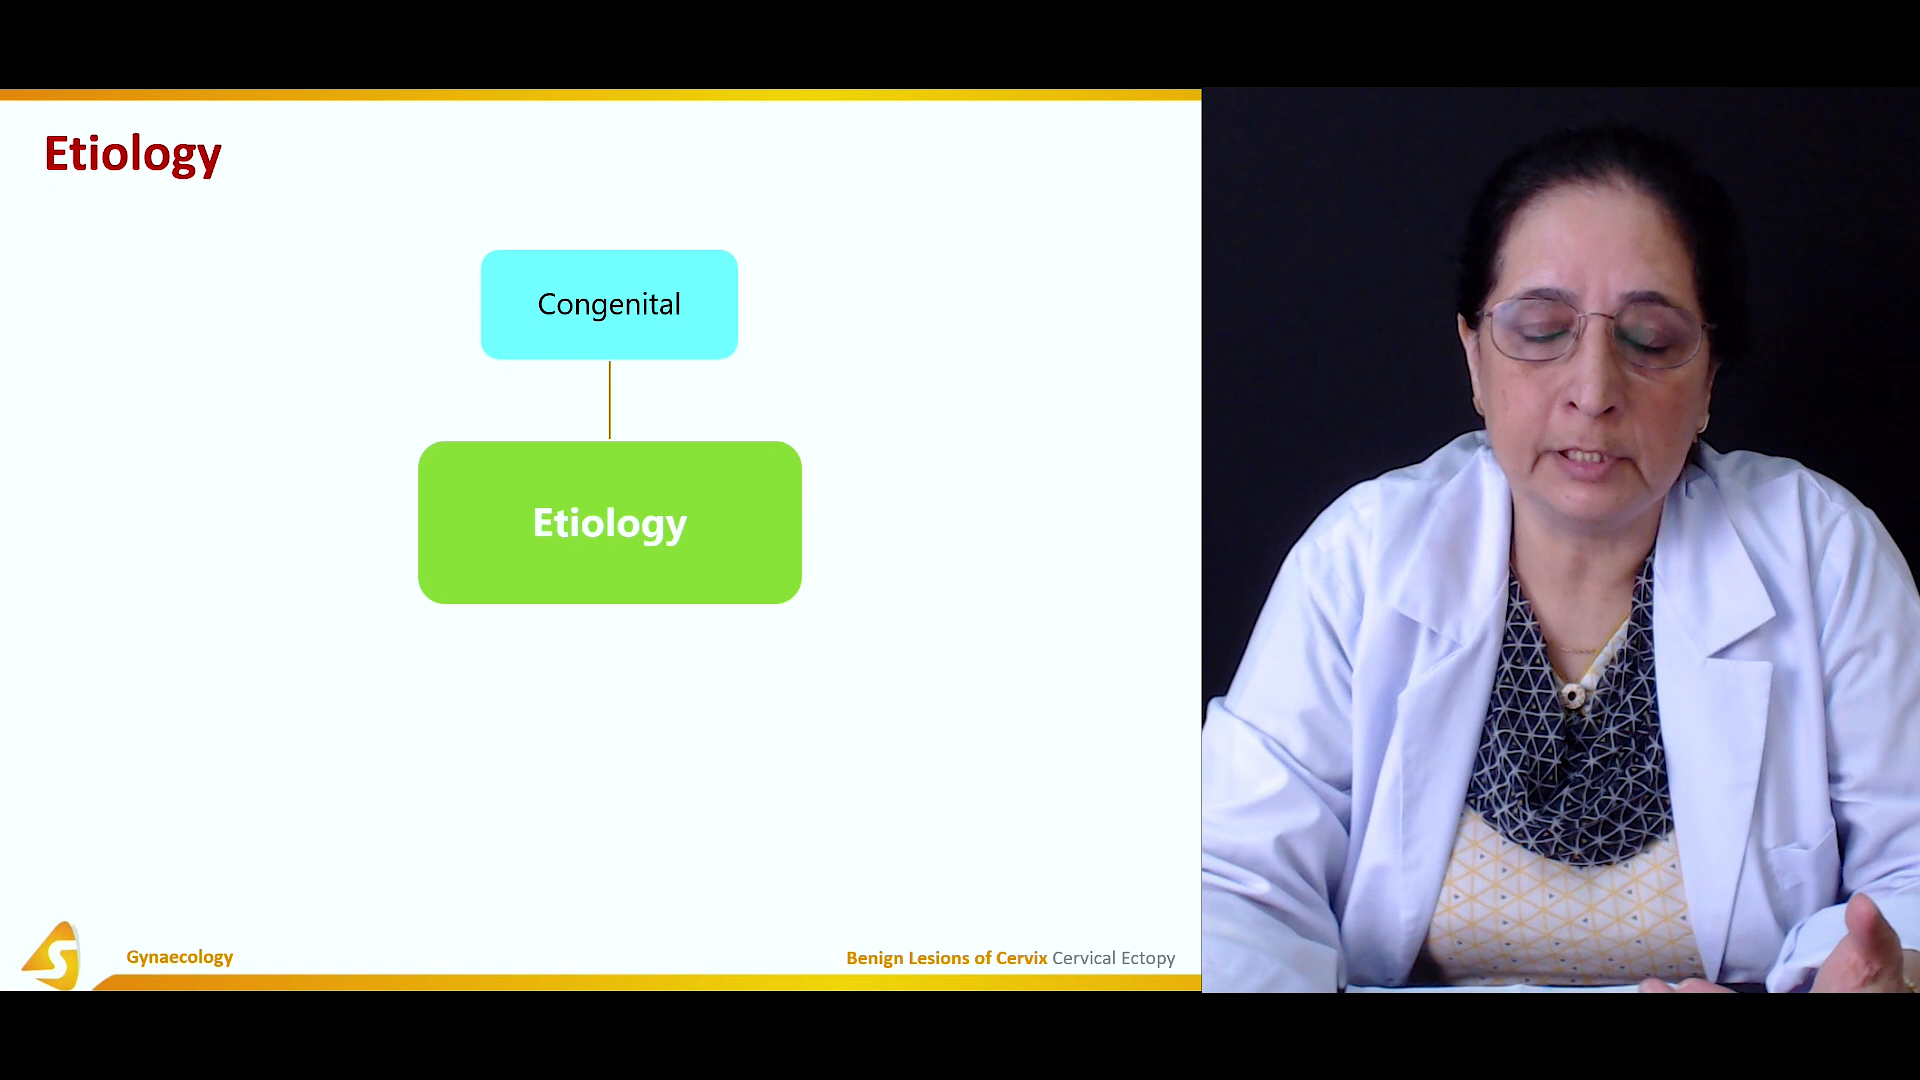 Etiology
Congenital
Etiology
Gynaecology
Benign Lesions of Cervix Cervical Ectopy